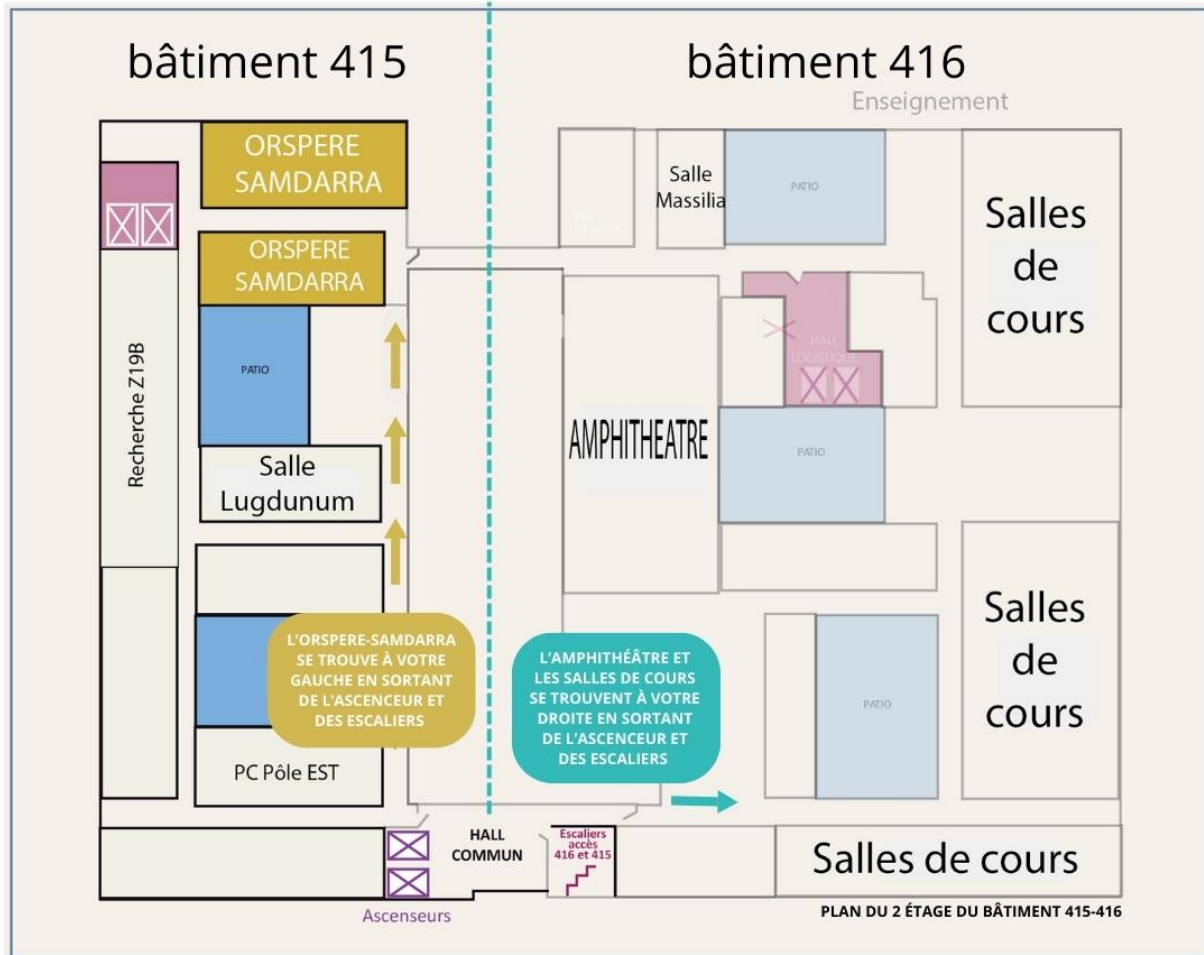 bâtiment 415
bâtiment 416
Enseignement
ORSPERE
SAMDARRA
ORSPERE
SAMDARRA
Recherche Z19B
PATIO
Salle
Lugdunum
PC Pôle EST
L'ORSPERE-SAMDARRA
SE TROUVE À VOTRE
GAUCHE EN SORTANT
DE L'ASCENCEUR ET
DES ESCALIERS
Salle
Massilia
PATIO
Salles
de
cours
HALL
LOGISTIQUE
AMPHITHEATRE
PATIO
L'AMPHITHÉÂTRE ET
LES SALLES DE COURS
SE TROUVENT À VOTRE
DROITE EN SORTANT
DE L'ASCENCEUR ET
DES ESCALIERS
PATIO
Salles
de
cours
HALL
COMMUN
Escaliers
accès
416 et 415
Salles de cours
Ascenseurs
PLAN DU 2 ÉTAGE DU BÂTIMENT 415-416